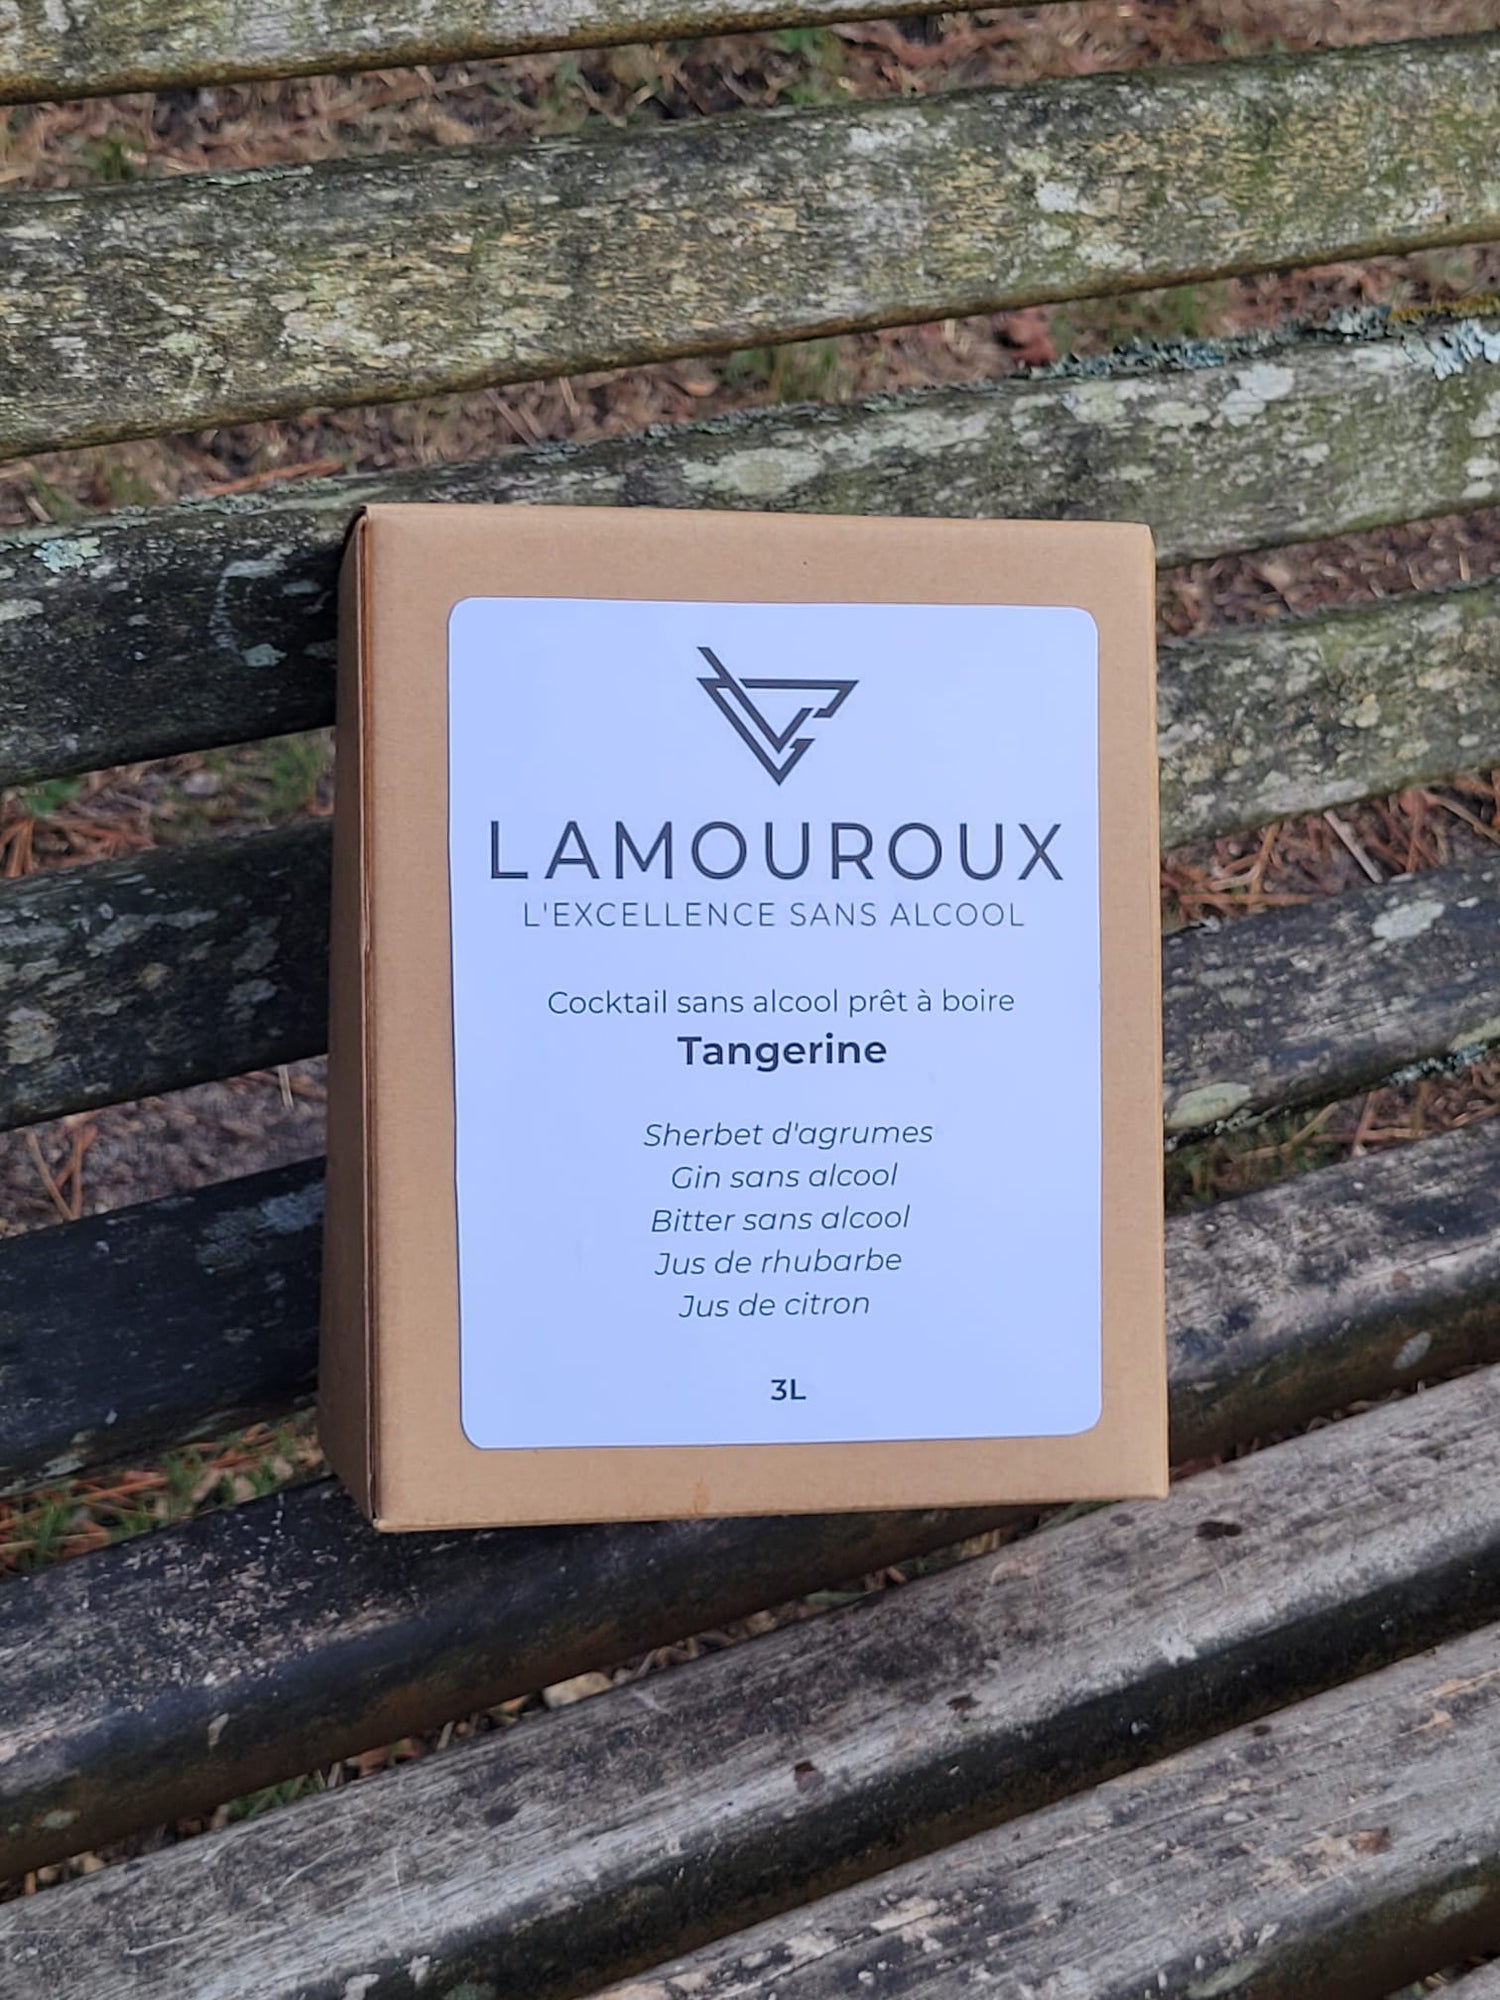 LAMOUROUX
L'EXCELLENCE SANS ALCOOL
Cocktail sans alcool prêt à boire
Tangerine
Sherbet d'agrumes
Gin sans alcool
Bitter sans alcool
Jus de rhubarbe
Jus de citron
3L